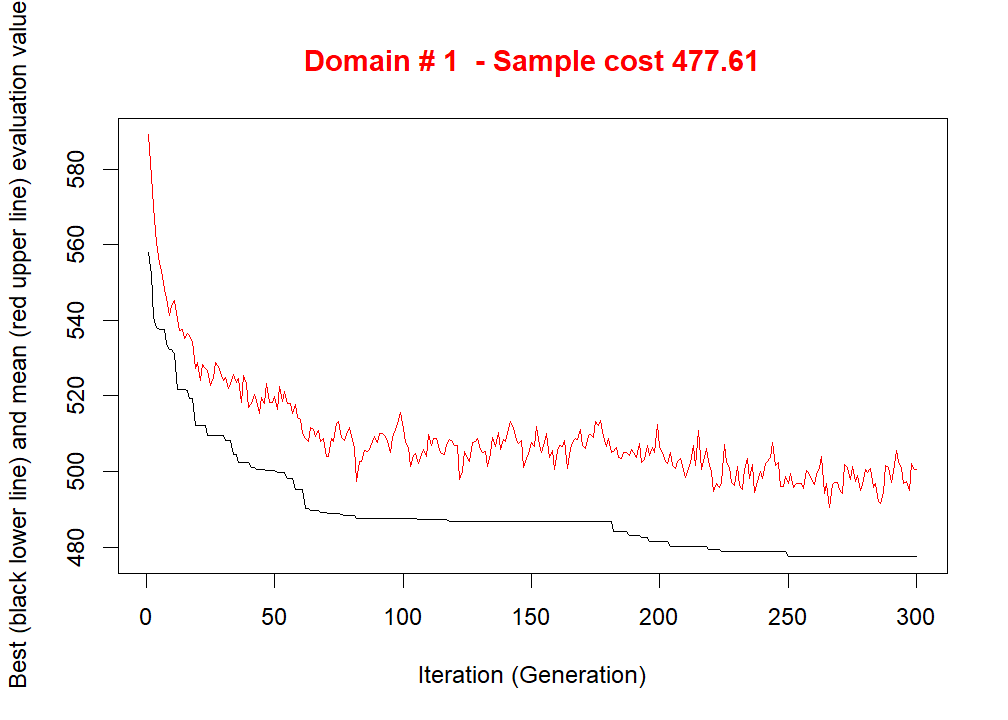 Domain # 1  - Sample cost 477.61
Best (black lower line) and mean (red upper line) evaluation value
580
560
540
520
500
480
0 50 100 150 200 250 300
Iteration (Generation)